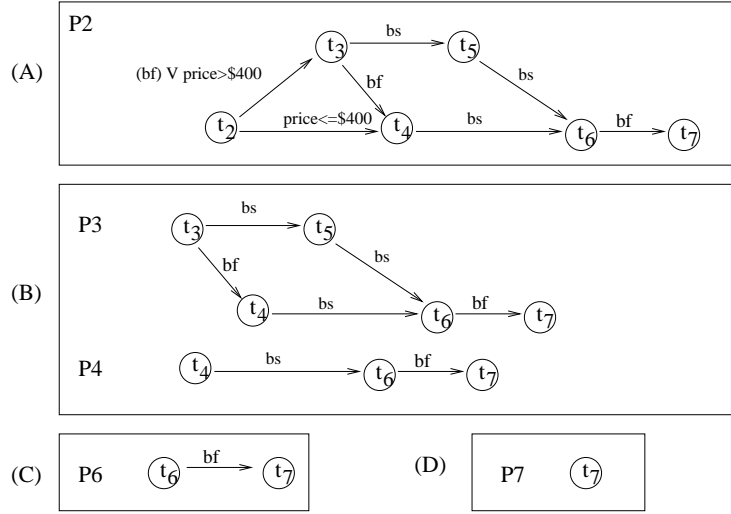 P2
t3 bs t5
(A)
(bf) V price>$400
bf
bs
t2 price<=$400 t4 bs t6 bf t7
P3
t3 bs t5
bf
bs
(B)
t4 bs t6 bf t7
P4 t4 bs t6 bf t7
(C) P6 t6 bf t7
(D) P7 t7